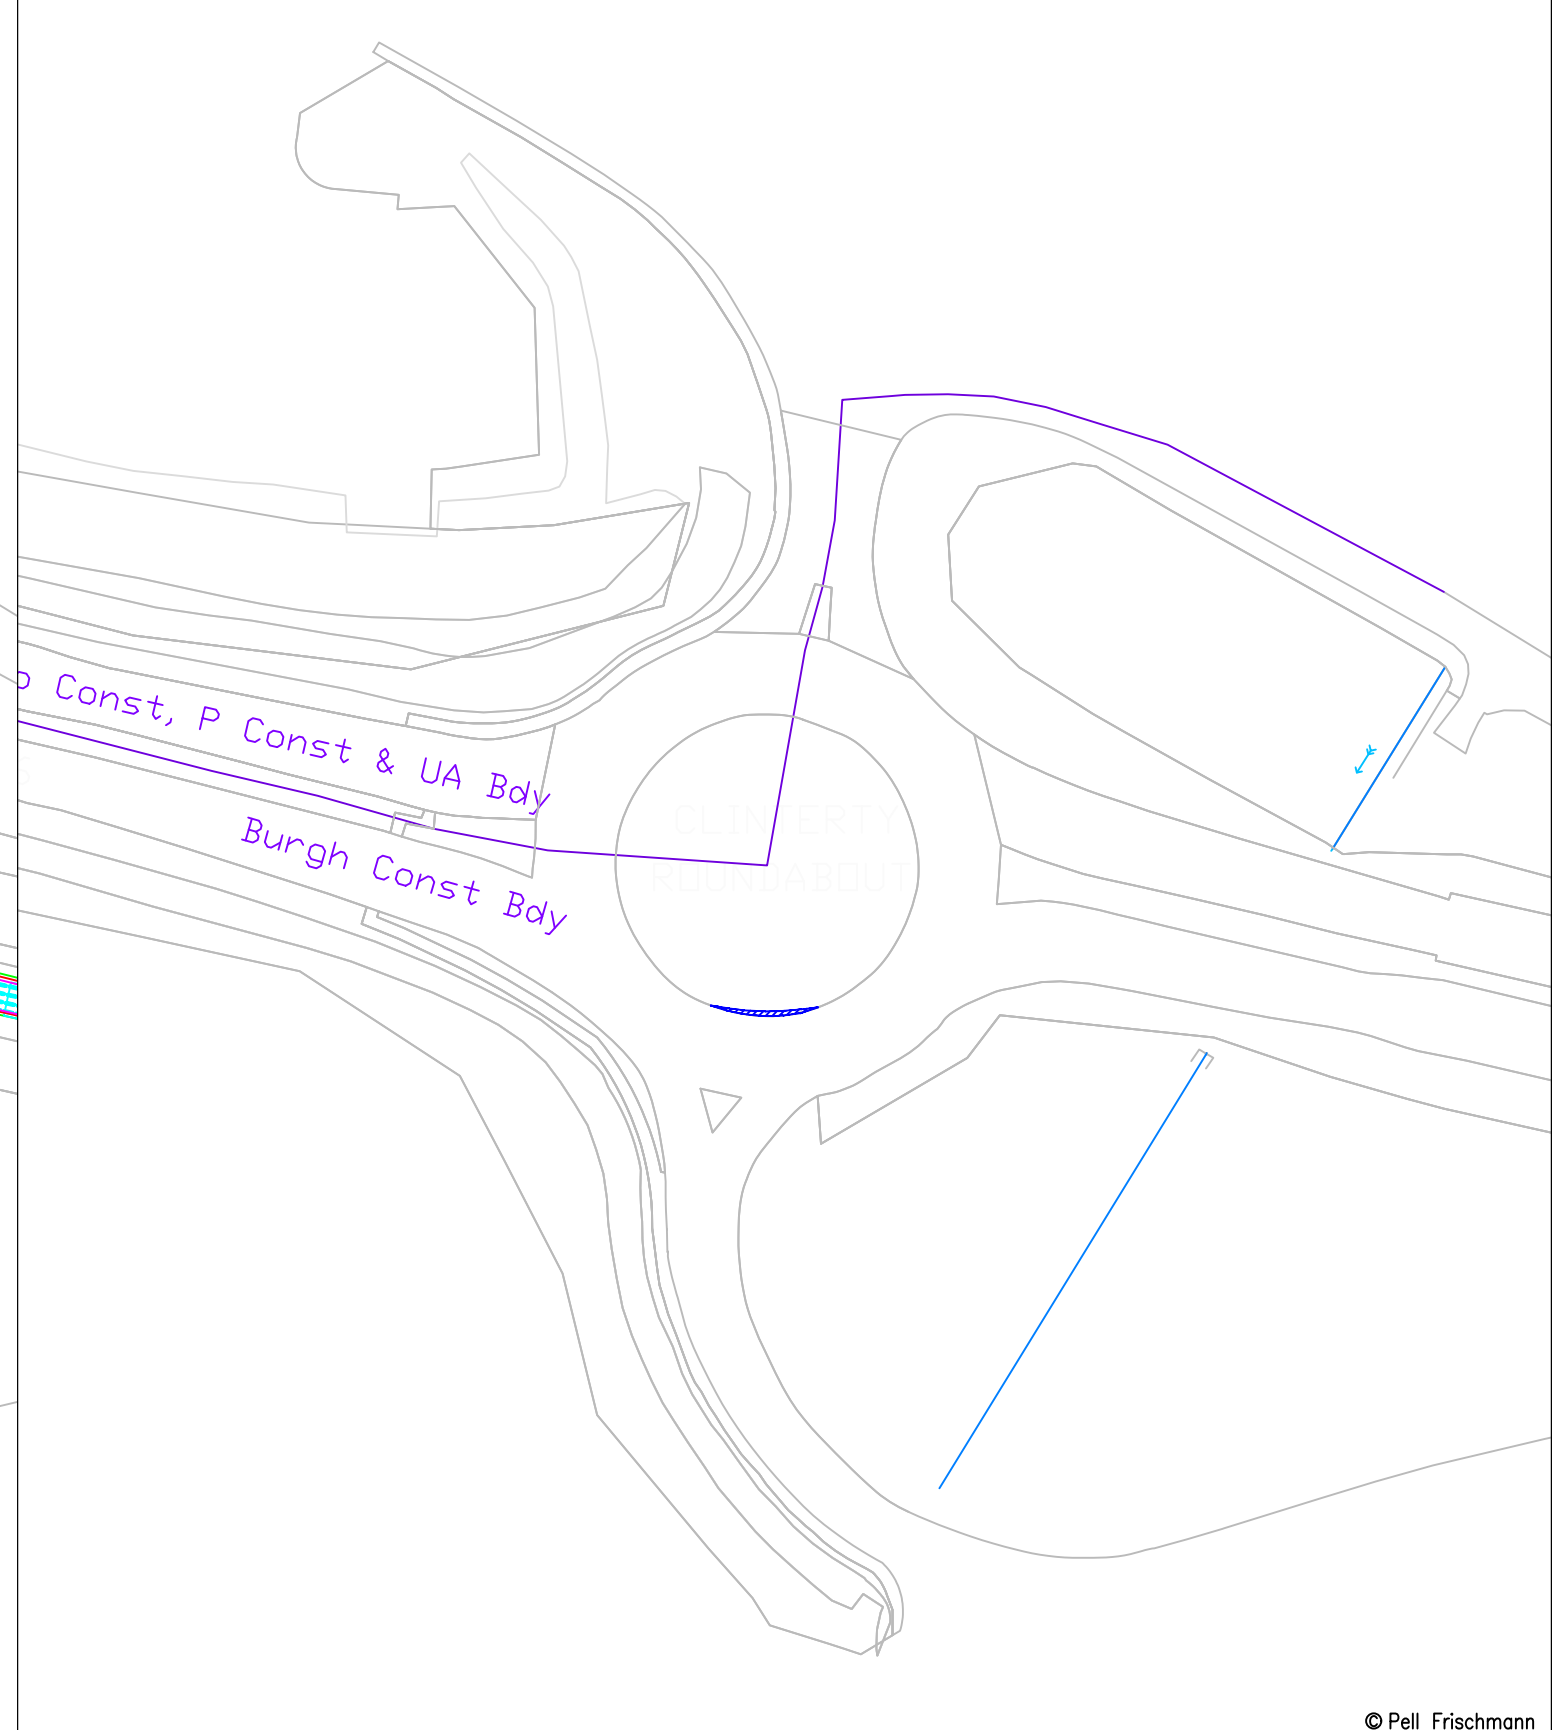 o Const, P Const & UA Bdy
Burgh Const Bdy
CLINTERTY
ROUNDABOUT
© Pell Frischmann